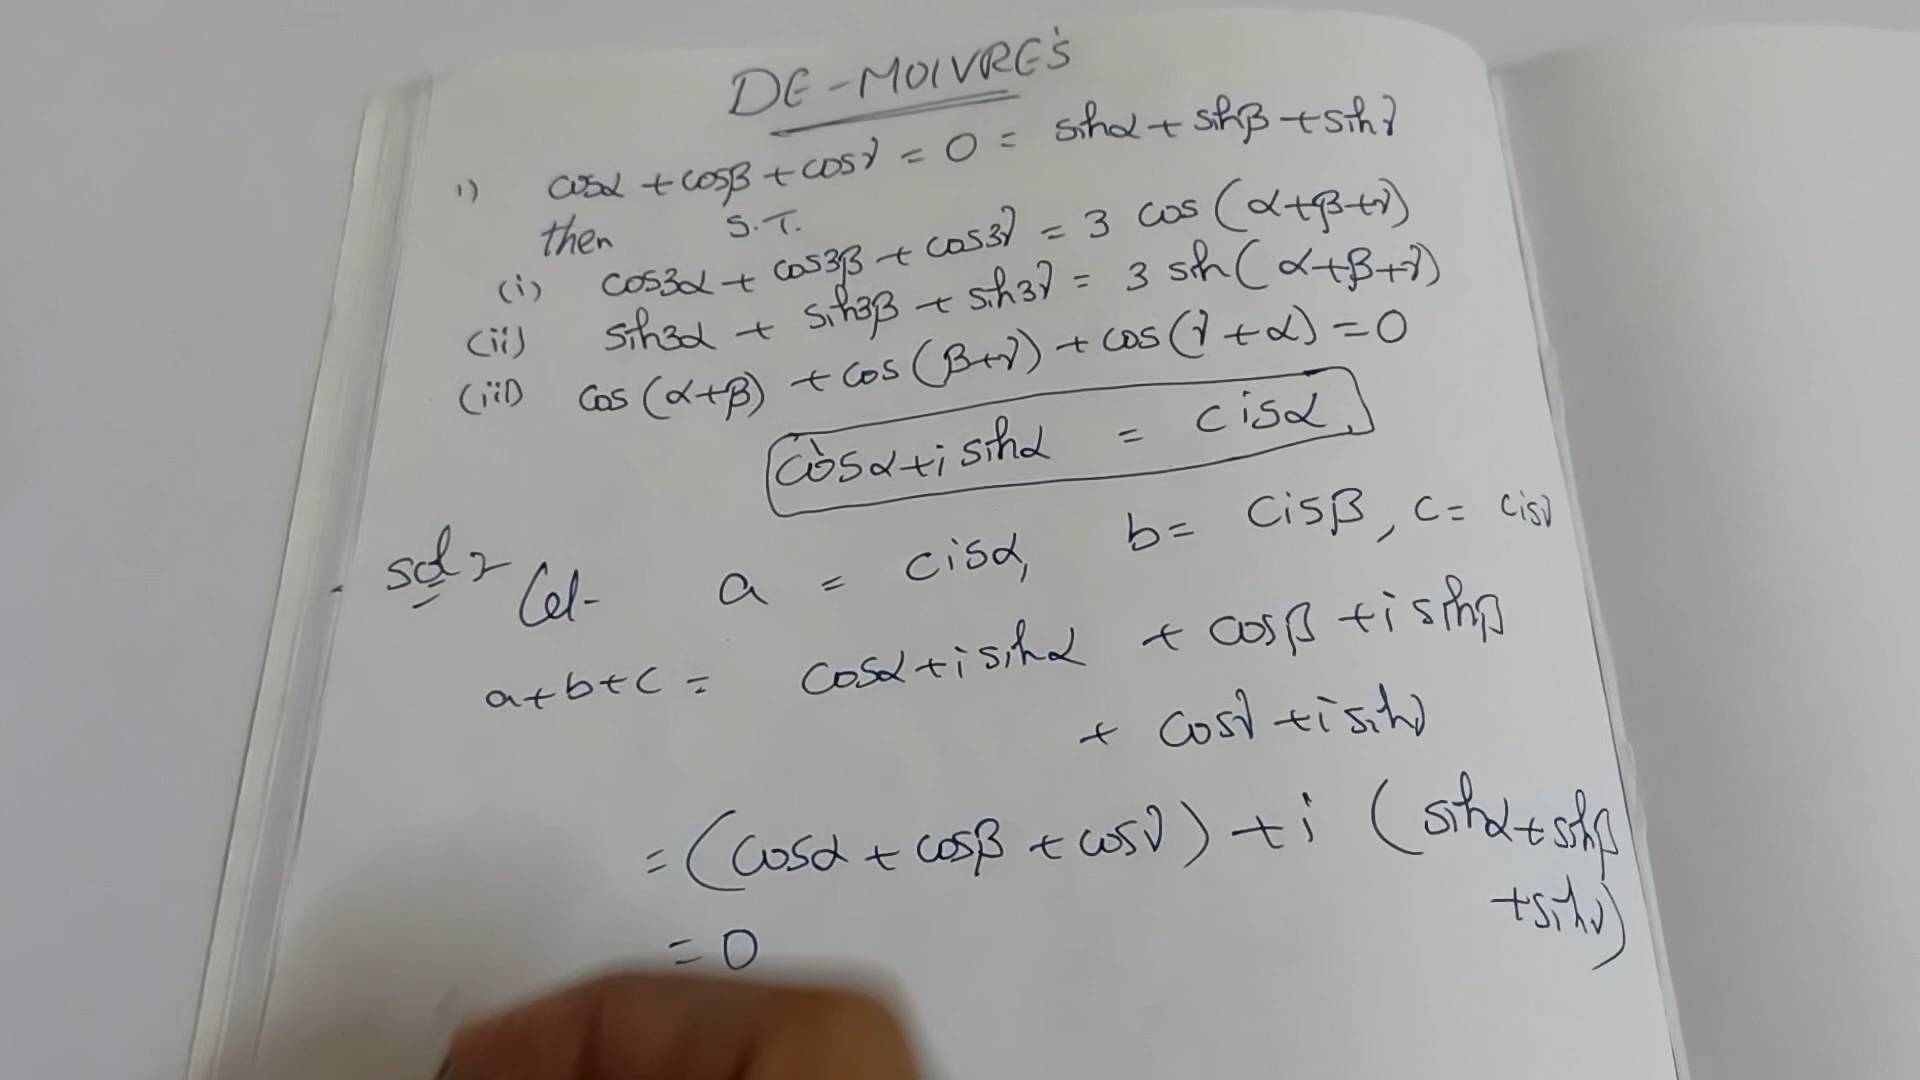 DE-MOIVRE'S
1) cosα + cosβ + cosγ = 0 = sinα + sinβ + sinγ
then S.T.
(i) cos3α + cos3β + cos3γ = 3 cos(α+β+γ)
(ii) sin3α + sin3β + sin3γ = 3 sin(α+β+γ)
(iii) cos(α+β) + cos(β+γ) + cos(γ+α) = 0
cosα+i sinα = cisα
sol Let a = cisα, b = cisβ, c = cisγ
a+b+c = cosα+i sinα + cosβ +i sinβ
+ cosγ +i sinγ
= (cosα + cosβ + cosγ) +i (sinα+sinβ
+sinγ)
= 0